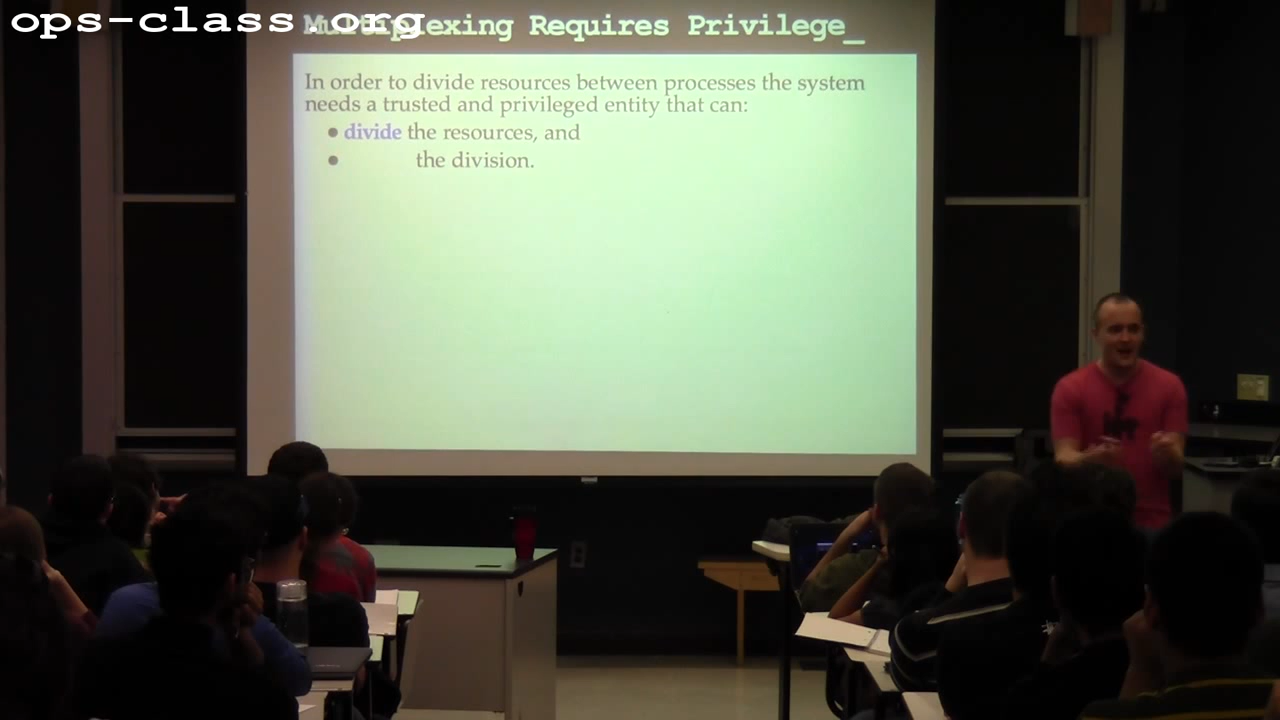 ops-class.org
Multiplexing Requires Privilege_
In order to divide resources between processes the system
needs a trusted and privileged entity that can:
● divide the resources, and
● the division.